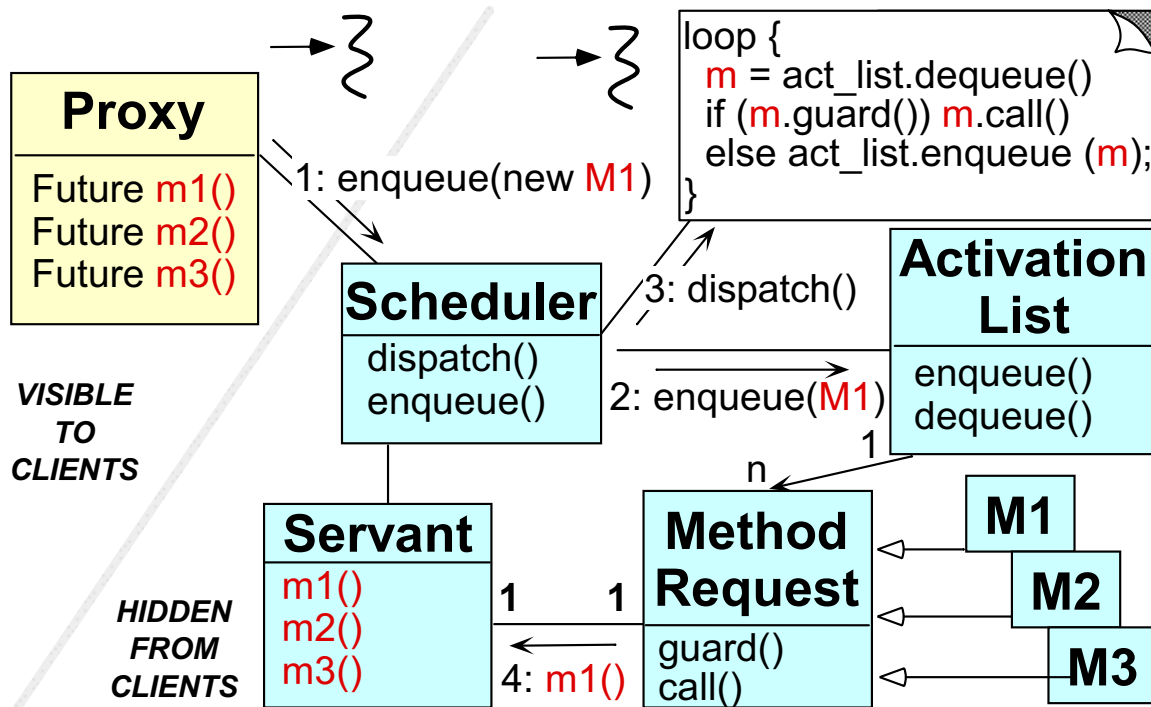 Proxy
Future m1()
Future m2()
Future m3()
1: enqueue(new M1)
loop {
m = act_list.dequeue()
if (m.guard()) m.call()
else act_list.enqueue (m);
}
Scheduler
dispatch()
enqueue()
3: dispatch()
2: enqueue(M1)
Activation
List
enqueue()
dequeue()
VISIBLE
TO
CLIENTS
1
n
Servant
m1()
m2()
m3()
1
1
4: m1()
Method
Request
guard()
call()
M1
M2
M3
HIDDEN
FROM
CLIENTS